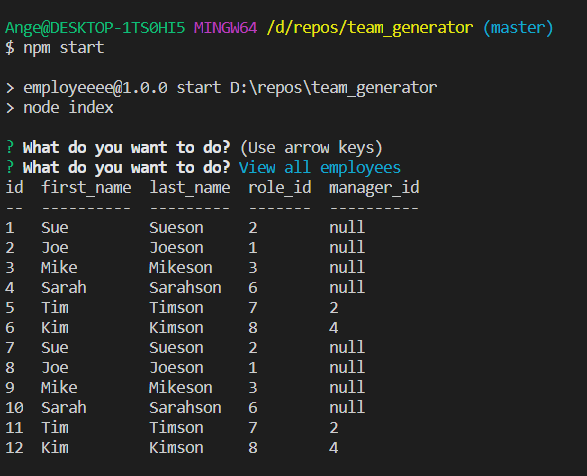 Ange@DESKTOP-1TS0HI5 MINGW64 /d/repos/team_generator (master)
$ npm start

> employeeee@1.0.0 start D:\repos\team_generator
> node index

? What do you want to do? (Use arrow keys)
? What do you want to do? View all employees
id  first_name  last_name  role_id  manager_id
--  ----------  ---------  -------  ----------
1   Sue         Sueson     2        null
2   Joe         Joeson     1        null
3   Mike        Mikeson    3        null
4   Sarah       Sarahson   6        null
5   Tim         Timson     7        2
6   Kim         Kimson     8        4
7   Sue         Sueson     2        null
8   Joe         Joeson     1        null
9   Mike        Mikeson    3        null
10  Sarah       Sarahson   6        null
11  Tim         Timson     7        2
12  Kim         Kimson     8        4